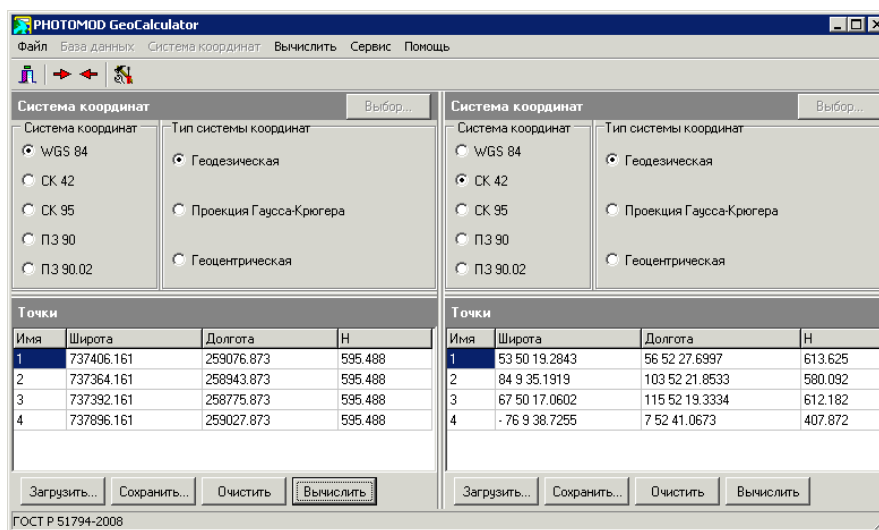 PHOTOMOD GeoCalculator
Файл База данных Система координат Вычислить Сервис Помощь
Система координат Выбор...
Система координат Тип системы координат
WGS 84 Геодезическая
СК 42
СК 95 Проекция Гаусса-Крюгера
ПЗ 90 Геоцентрическая
ПЗ 90.02
Точки
Имя Широта Долгота H
1 737406.161 259076.873 595.488
2 737364.161 258943.873 595.488
3 737392.161 258775.873 595.488
4 737896.161 259027.873 595.488
Загрузить... Сохранить... Очистить Вычислить
Система координат Выбор...
Система координат Тип системы координат
WGS 84 Геодезическая
СК 42
СК 95 Проекция Гаусса-Крюгера
ПЗ 90 Геоцентрическая
ПЗ 90.02
Точки
Имя Широта Долгота H
1 53 50 19.2843 56 52 27.6997 613.625
2 84 9 35.1919 103 52 21.8533 580.092
3 67 50 17.0602 115 52 19.3334 612.182
4 - 76 9 38.7255 7 52 41.0673 407.872
Загрузить... Сохранить... Очистить Вычислить
ГОСТ Р 51794-2008